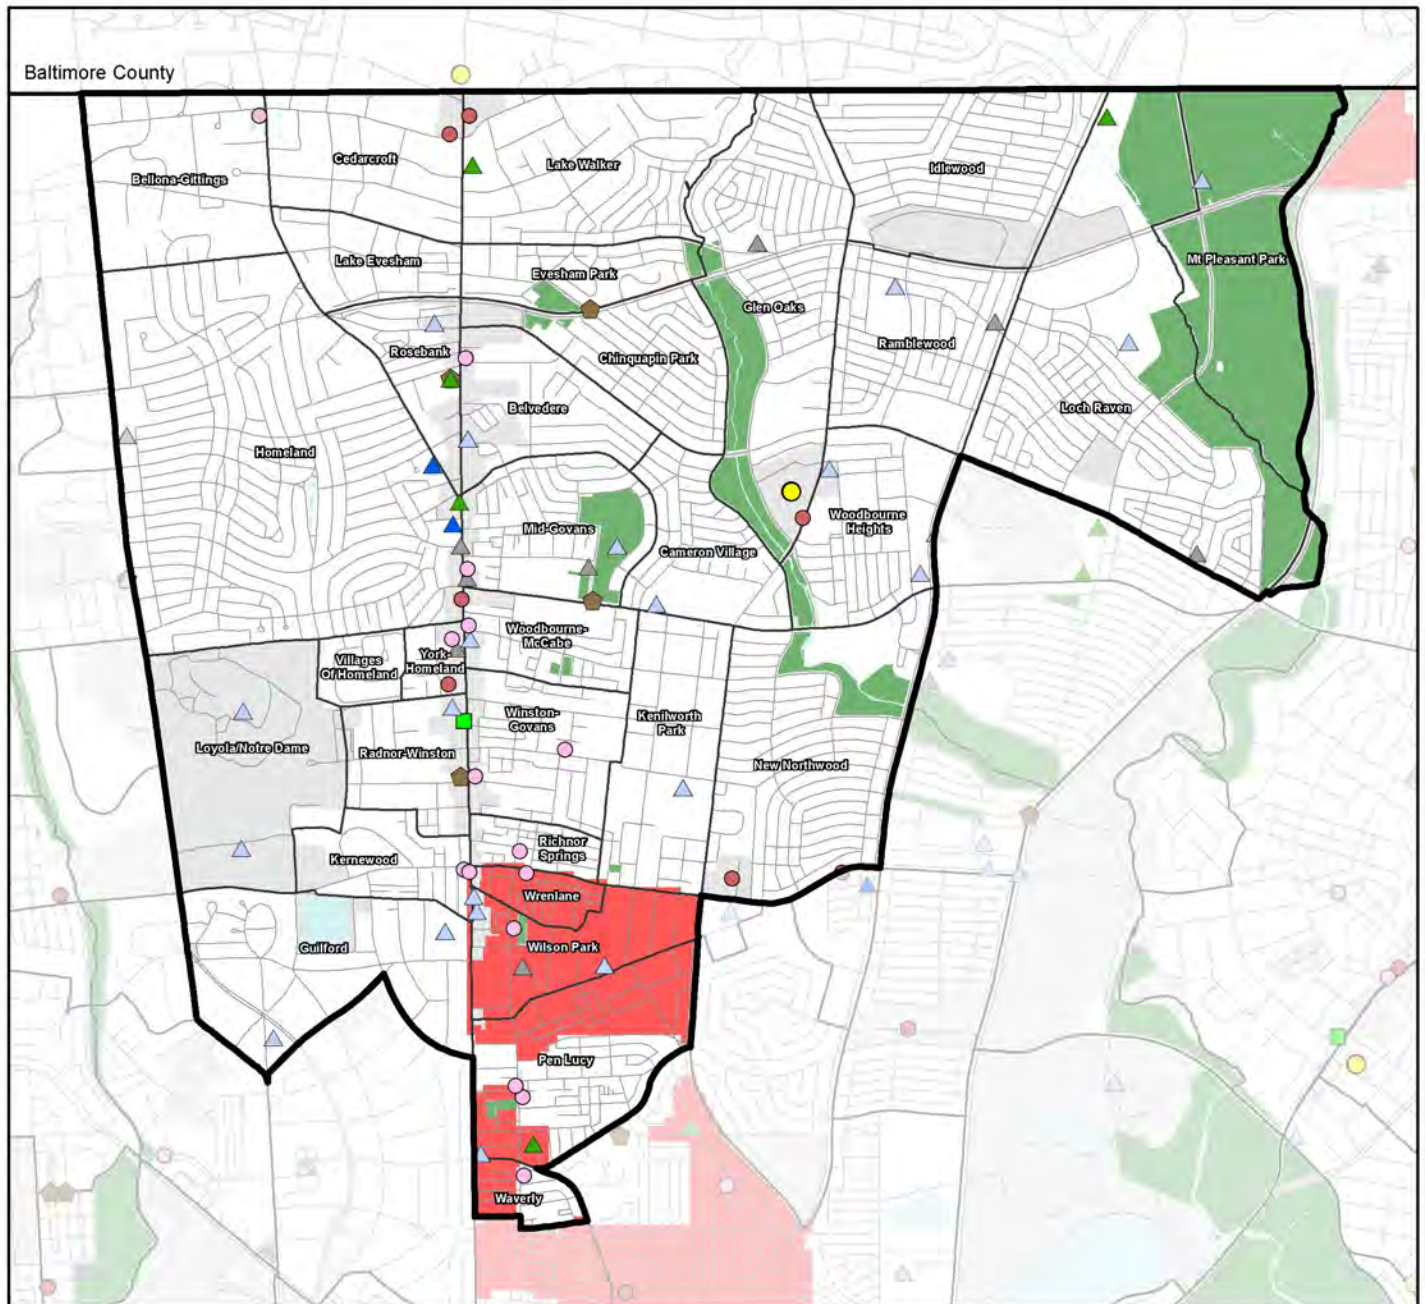 Baltimore County
Cedarcroft
Lake Walker
Idlewood
Bellona-Gittings
Lake Evesham
Evesham Park
Mt Pleasant Park
Glen Oaks
Rosebank
Chinquapin Park
Ramblewood
Belvedere
Loch Raven
Homeland
Mid-Govans
Woodbourne
Heights
Cameron Village
Woodbourne-
McCabe
Villages
Of Homeland
York-
Homeland
Winston-
Govans
Kenilworth
Park
Loyola/Notre Dame
Radnor-Winston
New Northwood
Kernewood
Richnor
Springs
Wrenlane
Guilford
Wilson Park
Pen Lucy
Waverly